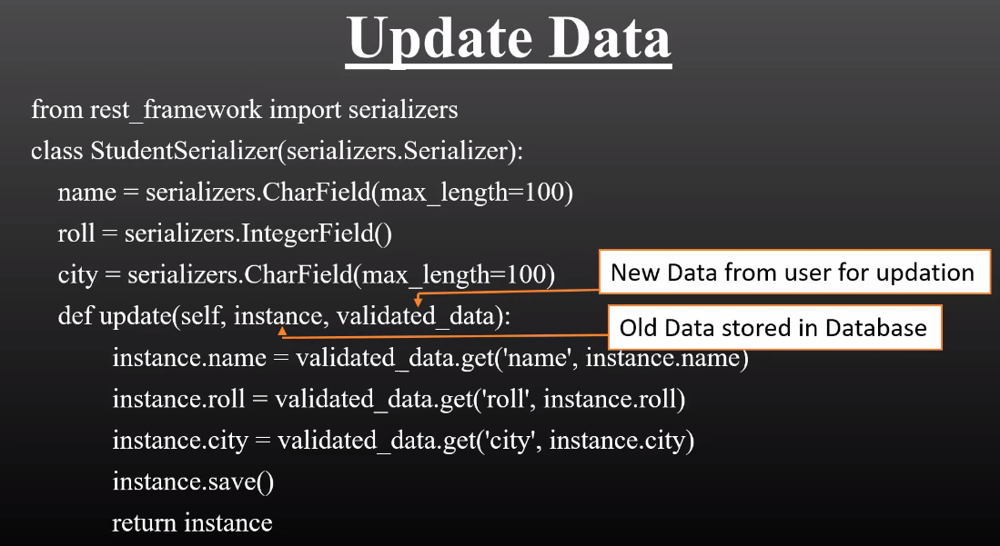 Update Data
from rest_framework import serializers
class StudentSerializer(serializers.Serializer):
name = serializers.CharField(max_length=100)
roll = serializers.IntegerField()
city = serializers.CharField(max_length=100)
New Data from user for updation
def update(self, instance, validated_data):
Old Data stored in Database
instance.name = validated_data.get('name', instance.name)
instance.roll = validated_data.get('roll', instance.roll)
instance.city = validated_data.get('city', instance.city)
instance.save()
return instance